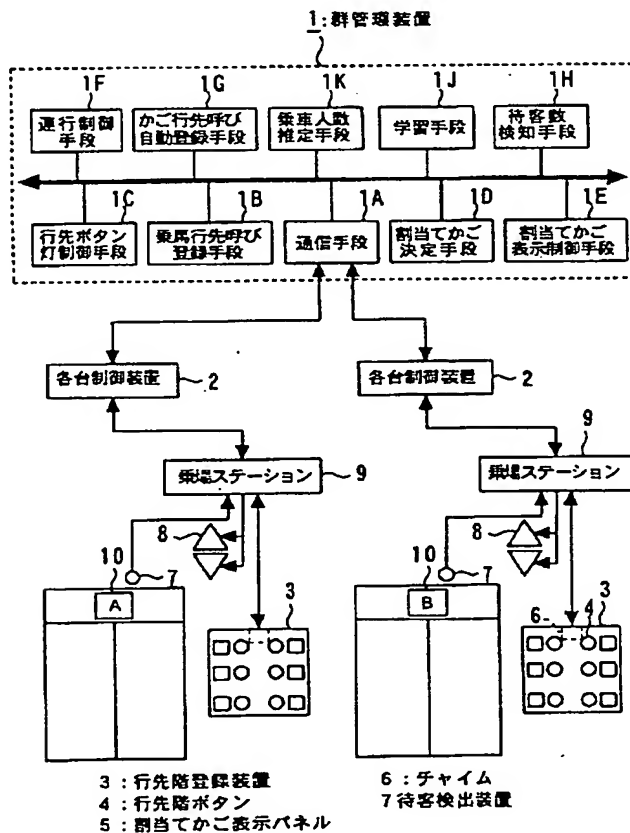 1:群管理装置
1F 1G 1K 1J 1H
運行制御
手段
かご行先呼び
自動登録手段
乗車人数
推定手段
学習手段
待客数
検知手段
1C 1B 1A 1D 1E
行先ボタン
灯制御手段
乗場行先呼び
登録手段
通信手段
割当てかご
決定手段
割当てかご
表示制御手段
各台制御装置 2
各台制御装置 2
乗場ステーション 9
乗場ステーション 9
8
10 7
A
3
8
10 7
B
6 4 3
3:行先階登録装置
4:行先階ボタン
5:割当てかご表示パネル
6:チャイム
7待客検出装置